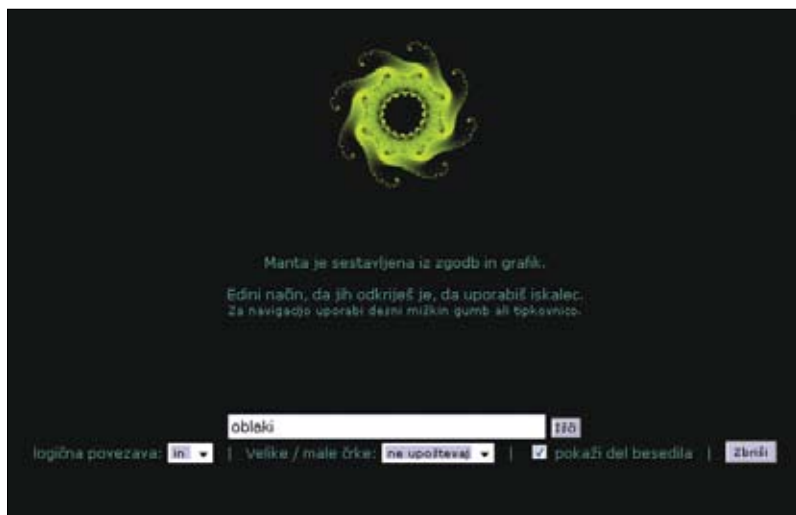 Manta je sestavljena iz zgodb in grafik.
Edini način, da jih odkriješ je, da uporabiš iskalec.
Za navigacijo uporabi desni miškin gumb ali tipkovnico.
oblaki Išči
logična povezava: in | Velike / male črke: ne upoštevaj | pokaži del besedila | Zbriši